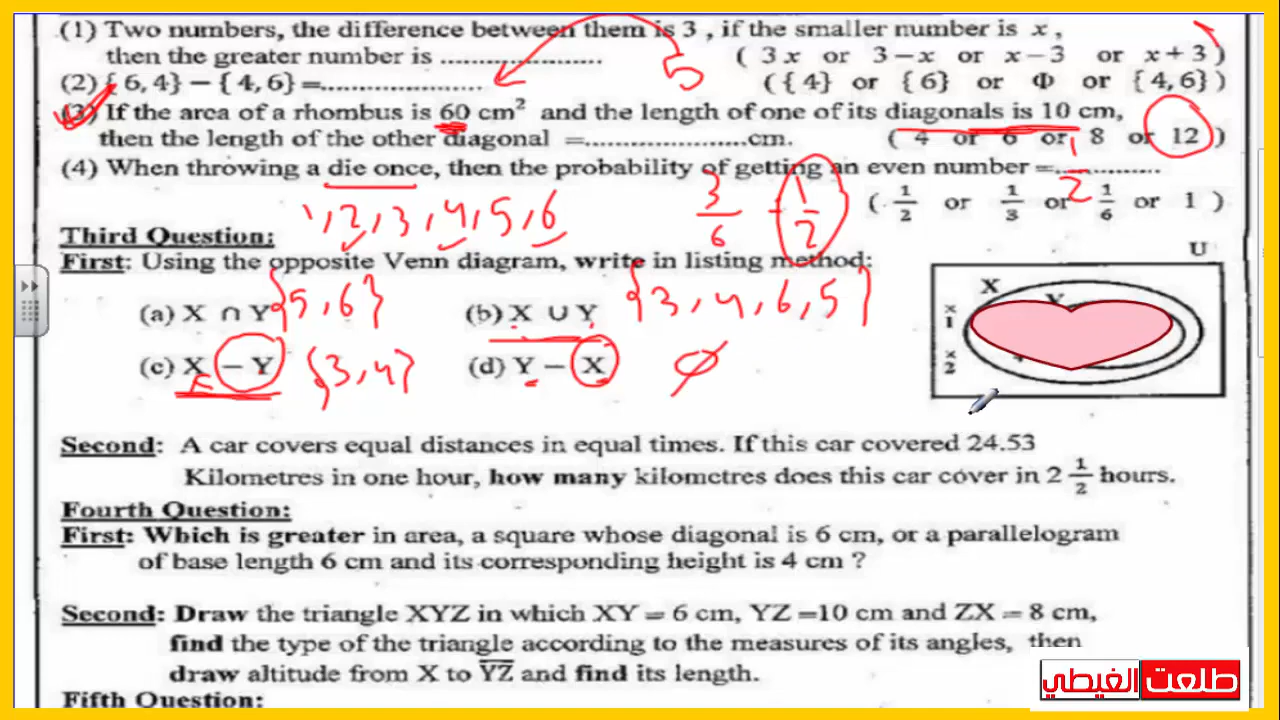 (1) Two numbers, the difference between them is 3 , if the smaller number is x ,
then the greater number is ........................... ( 3x or 3 − x or x − 3 or x + 3 )
5
(2) { 6, 4} − { 4, 6} =........................ ({ 4} or { 6} or Φ or { 4, 6})
(3) If the area of a rhombus is 60 cm² and the length of one of its diagonals is 10 cm,
then the length of the other diagonal =........................cm. ( 4 or 6 or 8 or 12 )
(4) When throwing a die once, then the probability of getting an even number =................
1/2
1, 2, 3, 4, 5, 6 3/6 1/2 ( 1/2 or 1/3 or 1/6 or 1 )
Third Question:
First: Using the opposite Venn diagram, write in listing method:
U
(a) X ∩ Y {5, 6} (b) X ∪ Y {3, 4, 6, 5}
X
x 1
(c) X − Y {3, 4} (d) Y − X ∅
x 2
Second: A car covers equal distances in equal times. If this car covered 24.53
Kilometres in one hour, how many kilometres does this car cover in 2 1/2 hours.
Fourth Question:
First: Which is greater in area, a square whose diagonal is 6 cm, or a parallelogram
of base length 6 cm and its corresponding height is 4 cm ?
Second: Draw the triangle XYZ in which XY = 6 cm, YZ =10 cm and ZX = 8 cm,
find the type of the triangle according to the measures of its angles, then
draw altitude from X to YZ and find its length.
طلعت الغيطي
Fifth Question: